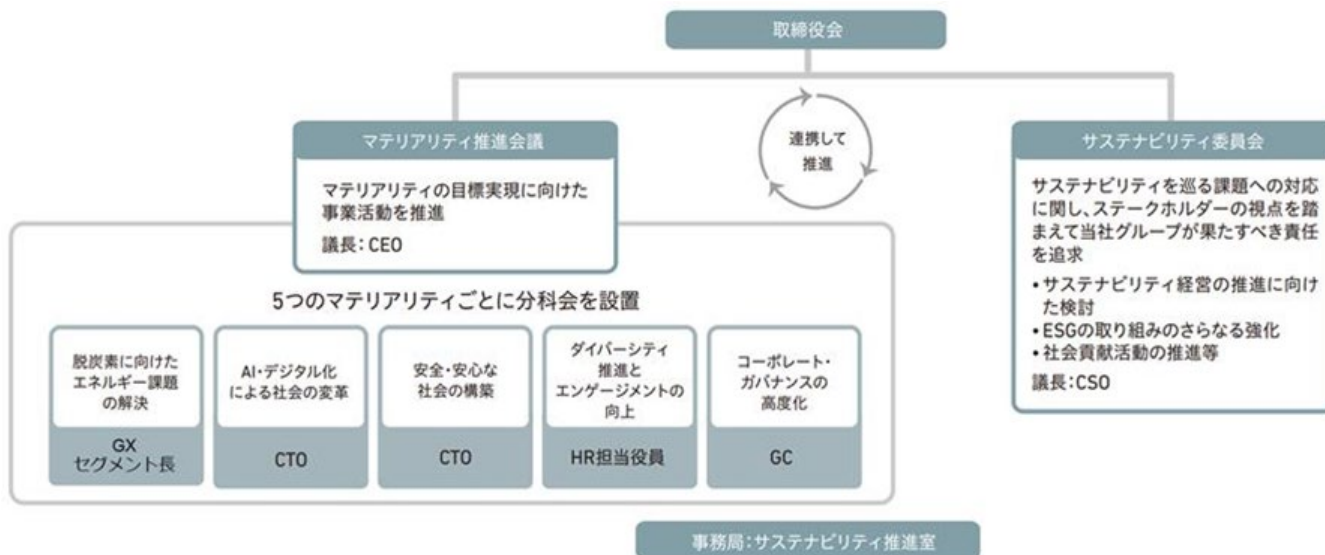 取締役会
マテリアリティ推進会議
マテリアリティの目標実現に向けた
事業活動を推進
議長：CEO
連携して
推進
サステナビリティ委員会
サステナビリティを巡る課題への対応
に関し、ステークホルダーの視点を踏
まえて当社グループが果たすべき責任
を追求
•サステナビリティ経営の推進に向け
た検討
•ESGの取り組みのさらなる強化
•社会貢献活動の推進等
議長：CSO
5つのマテリアリティごとに分科会を設置
脱炭素に向けた
エネルギー課題
の解決
GX
セグメント長
AI・デジタル化
による社会の変革
CTO
安全・安心な
社会の構築
CTO
ダイバーシティ
推進と
エンゲージメントの
向上
HR担当役員
コーポレート・
ガバナンスの
高度化
GC
事務局：サステナビリティ推進室